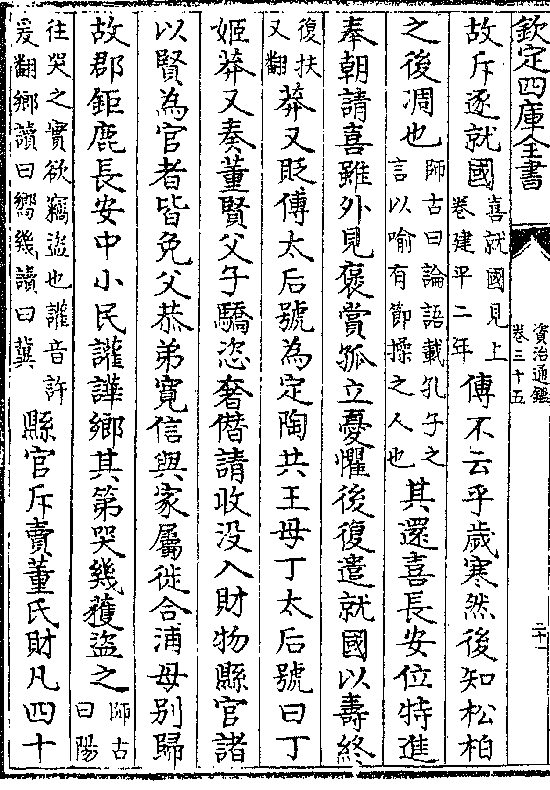 欽定四庫全書
資治通鑑
卷三十五
二十一
故斥逐就國
喜就國見上
卷建平二年
傳不云乎歲寒然後知松柏
之後凋也
師古曰論語載孔子之
言以喻有節操之人也
其還喜長安位特進
奉朝請喜雖外見襃賞孤立憂懼後復遣就國以壽終
復扶
又翻
莽又貶傅太后號為定陶共王母丁太后號曰丁
姬莽又奏董賢父子驕恣奢僭請收没入財物縣官諸
以賢為官者皆免父恭弟寛信與家屬徙合浦母别歸
故郡鉅鹿長安中小民讙譁鄉其第哭幾獲盜之
師古
曰陽
往哭之實欲竊盜也讙音許
爰翻鄉讀曰嚮幾讀曰冀
縣官斥賣董氏財凡四十